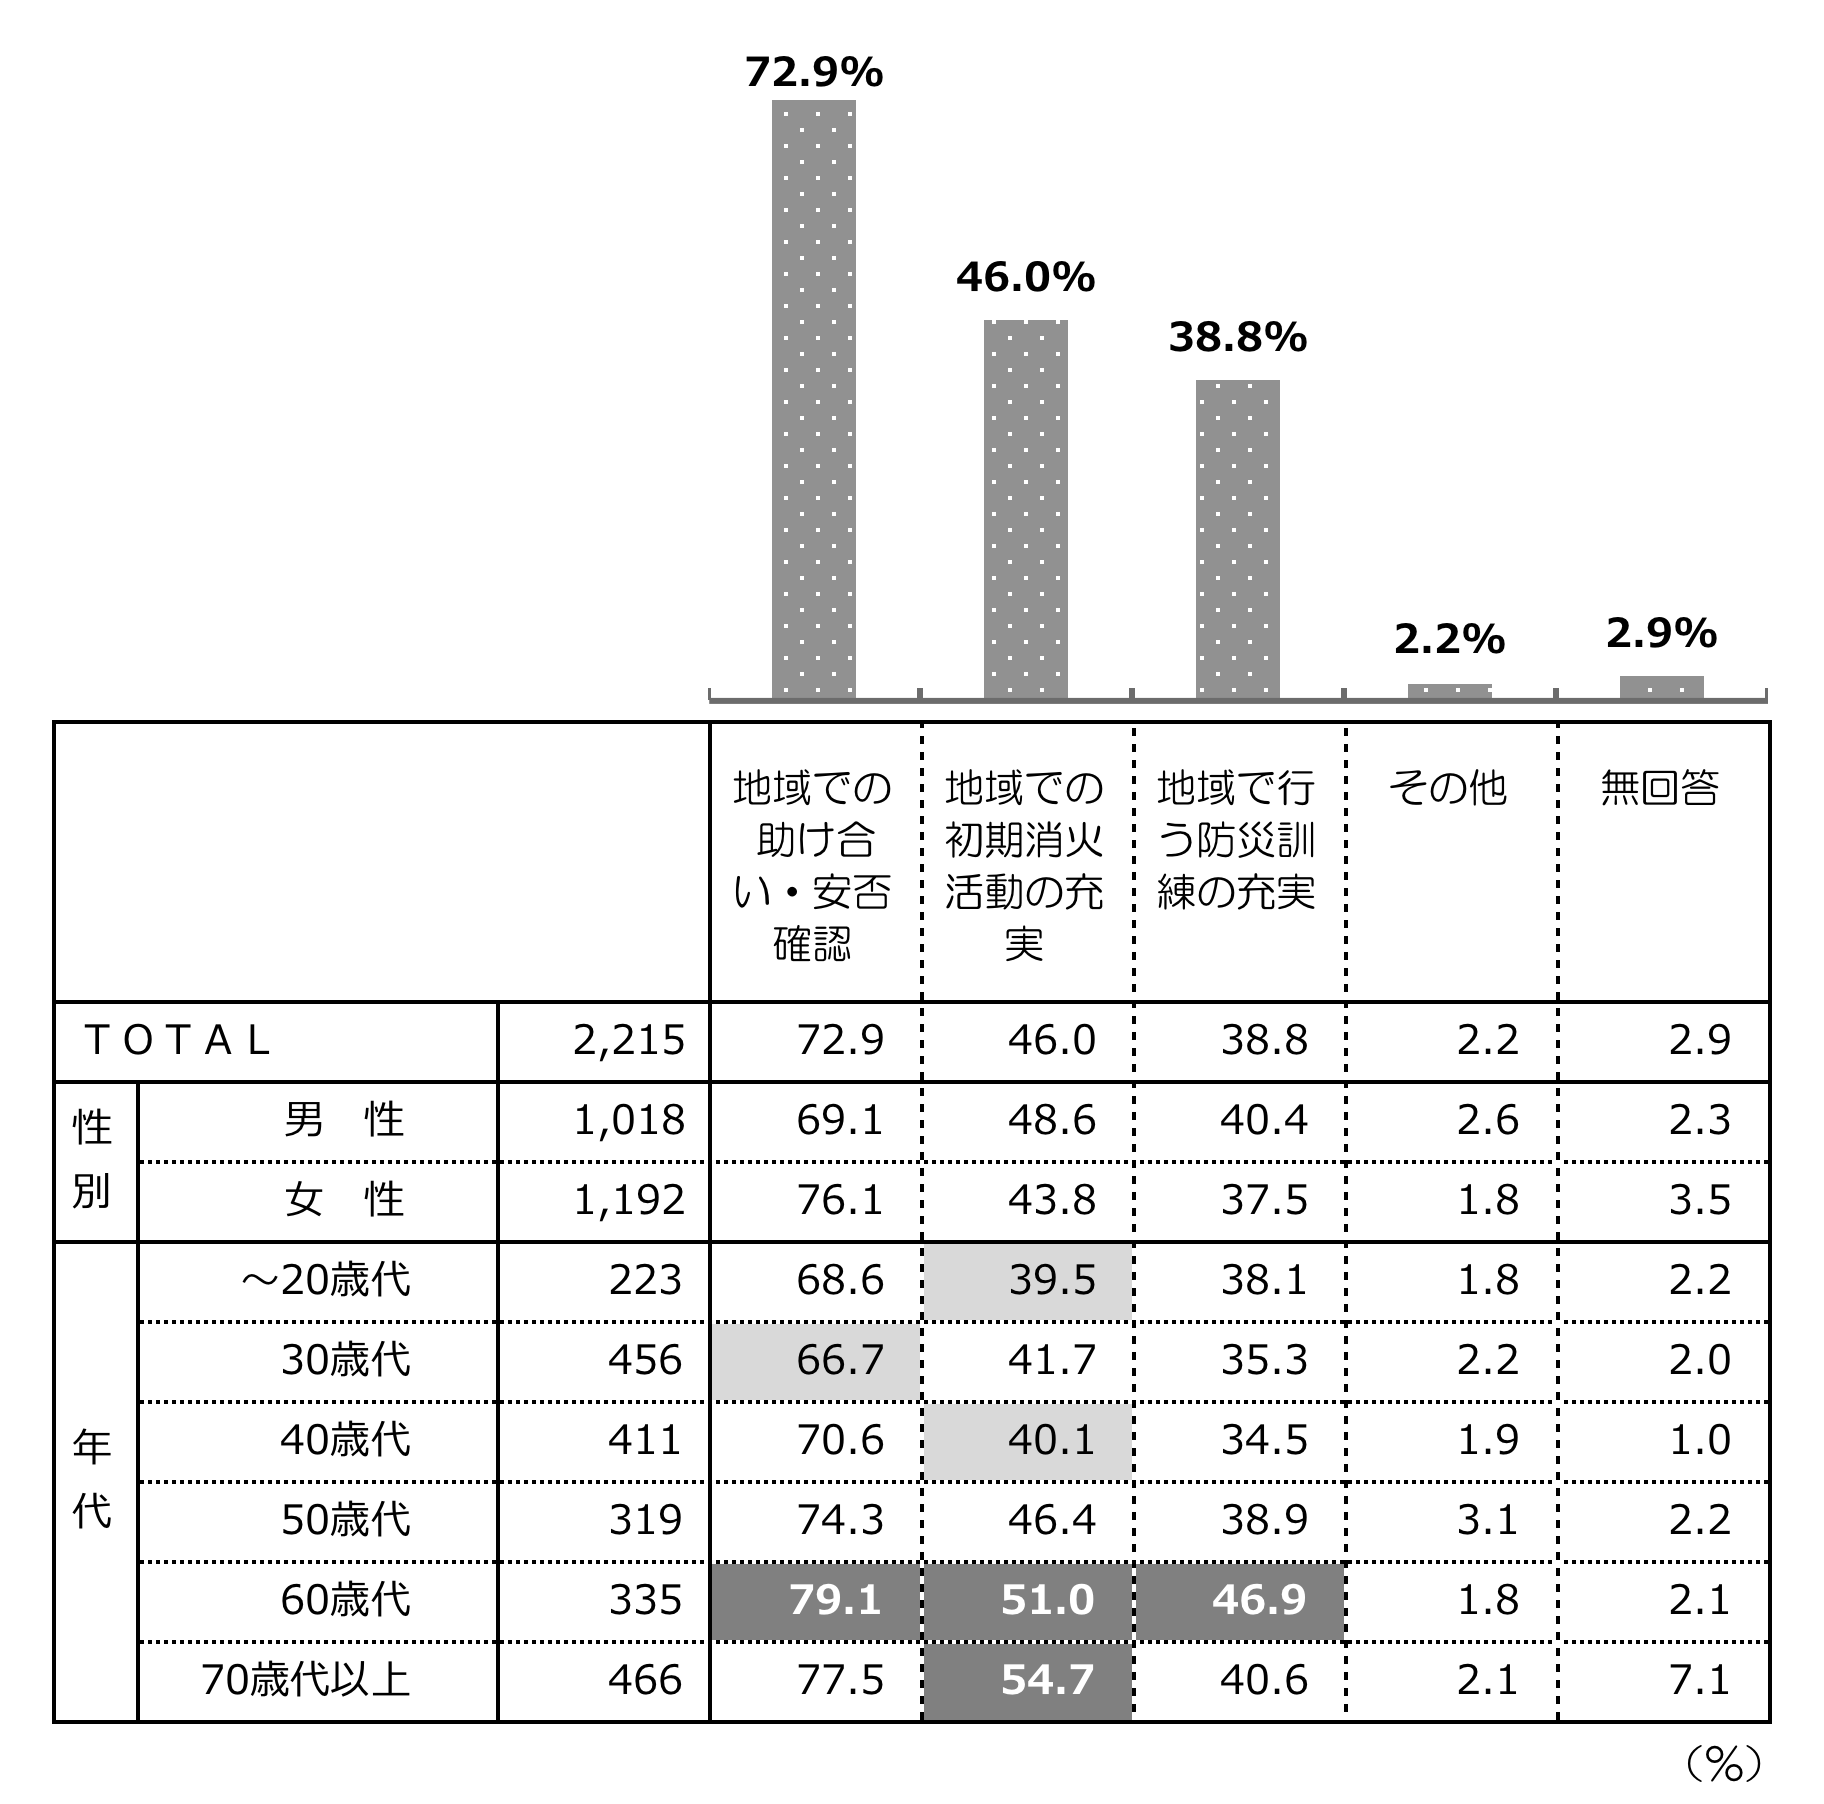 72.9%
46.0%
38.8%
2.2%
2.9%
地域での
助け合
い・安否
確認
地域での
初期消火
活動の充
実
地域で行
う防災訓
練の充実
その他
無回答
ＴＯＴＡＬ 2,215 72.9 46.0 38.8 2.2 2.9
性
別
男　性 1,018 69.1 48.6 40.4 2.6 2.3
女　性 1,192 76.1 43.8 37.5 1.8 3.5
年
代
～20歳代 223 68.6 39.5 38.1 1.8 2.2
30歳代 456 66.7 41.7 35.3 2.2 2.0
40歳代 411 70.6 40.1 34.5 1.9 1.0
50歳代 319 74.3 46.4 38.9 3.1 2.2
60歳代 335 79.1 51.0 46.9 1.8 2.1
70歳代以上 466 77.5 54.7 40.6 2.1 7.1
（％）